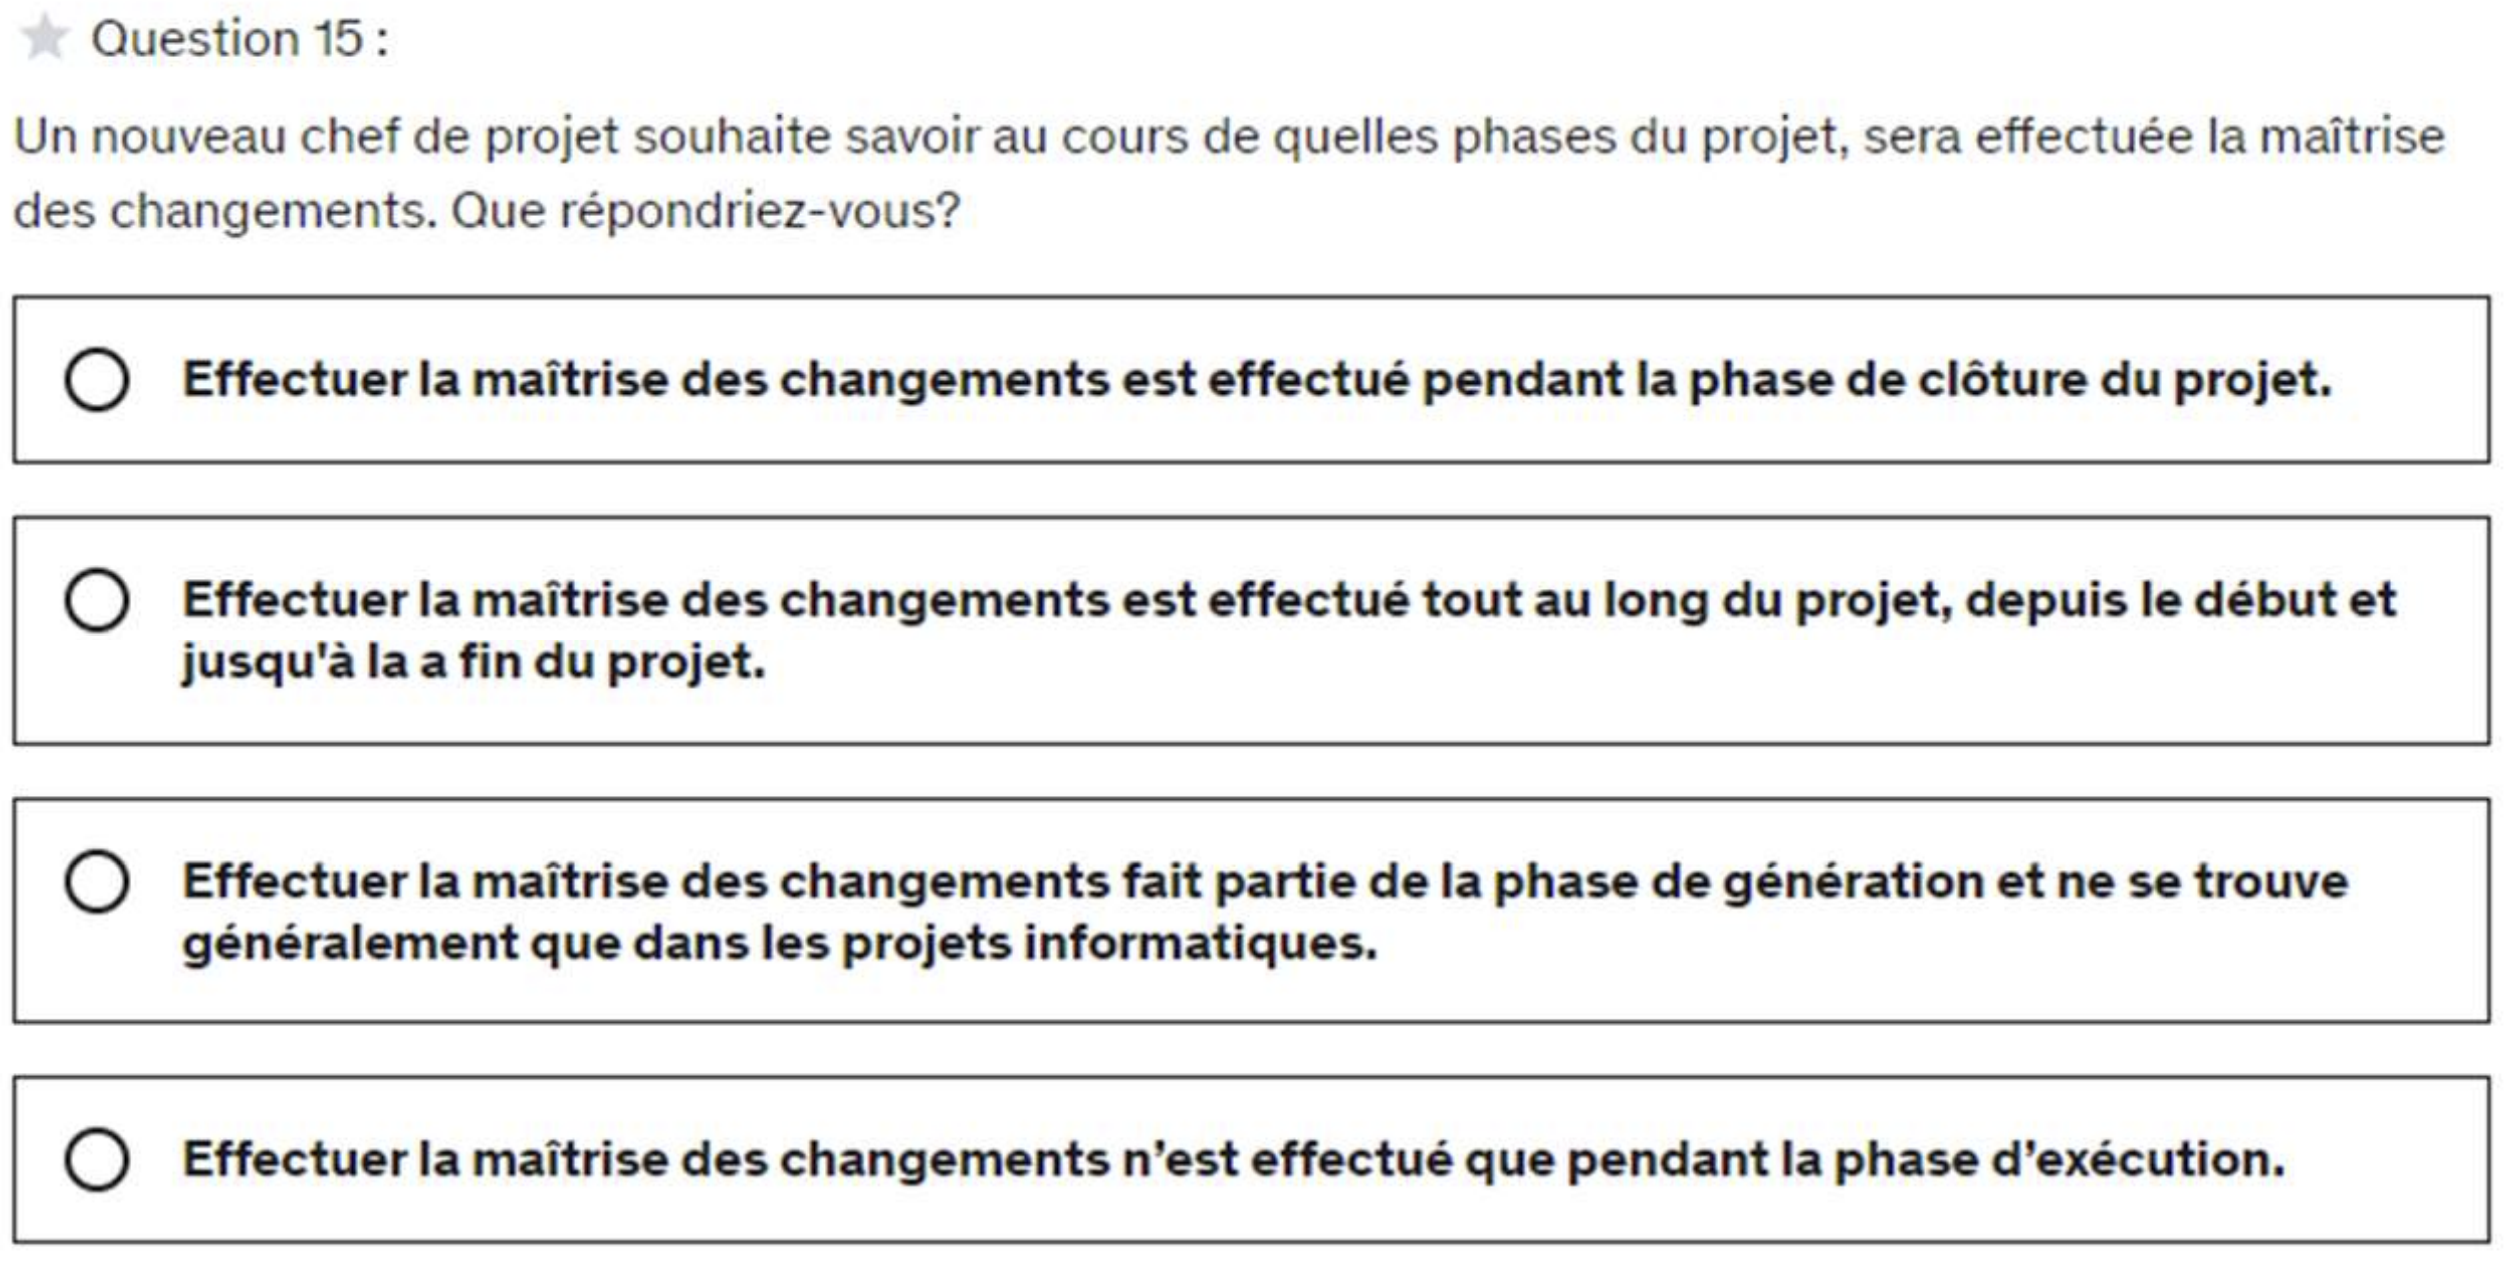 Question 15 :
Un nouveau chef de projet souhaite savoir au cours de quelles phases du projet, sera effectuée la maîtrise
des changements. Que répondriez-vous?
Effectuer la maîtrise des changements est effectué pendant la phase de clôture du projet.
Effectuer la maîtrise des changements est effectué tout au long du projet, depuis le début et
jusqu'à la a fin du projet.
Effectuer la maîtrise des changements fait partie de la phase de génération et ne se trouve
généralement que dans les projets informatiques.
Effectuer la maîtrise des changements n’est effectué que pendant la phase d’exécution.